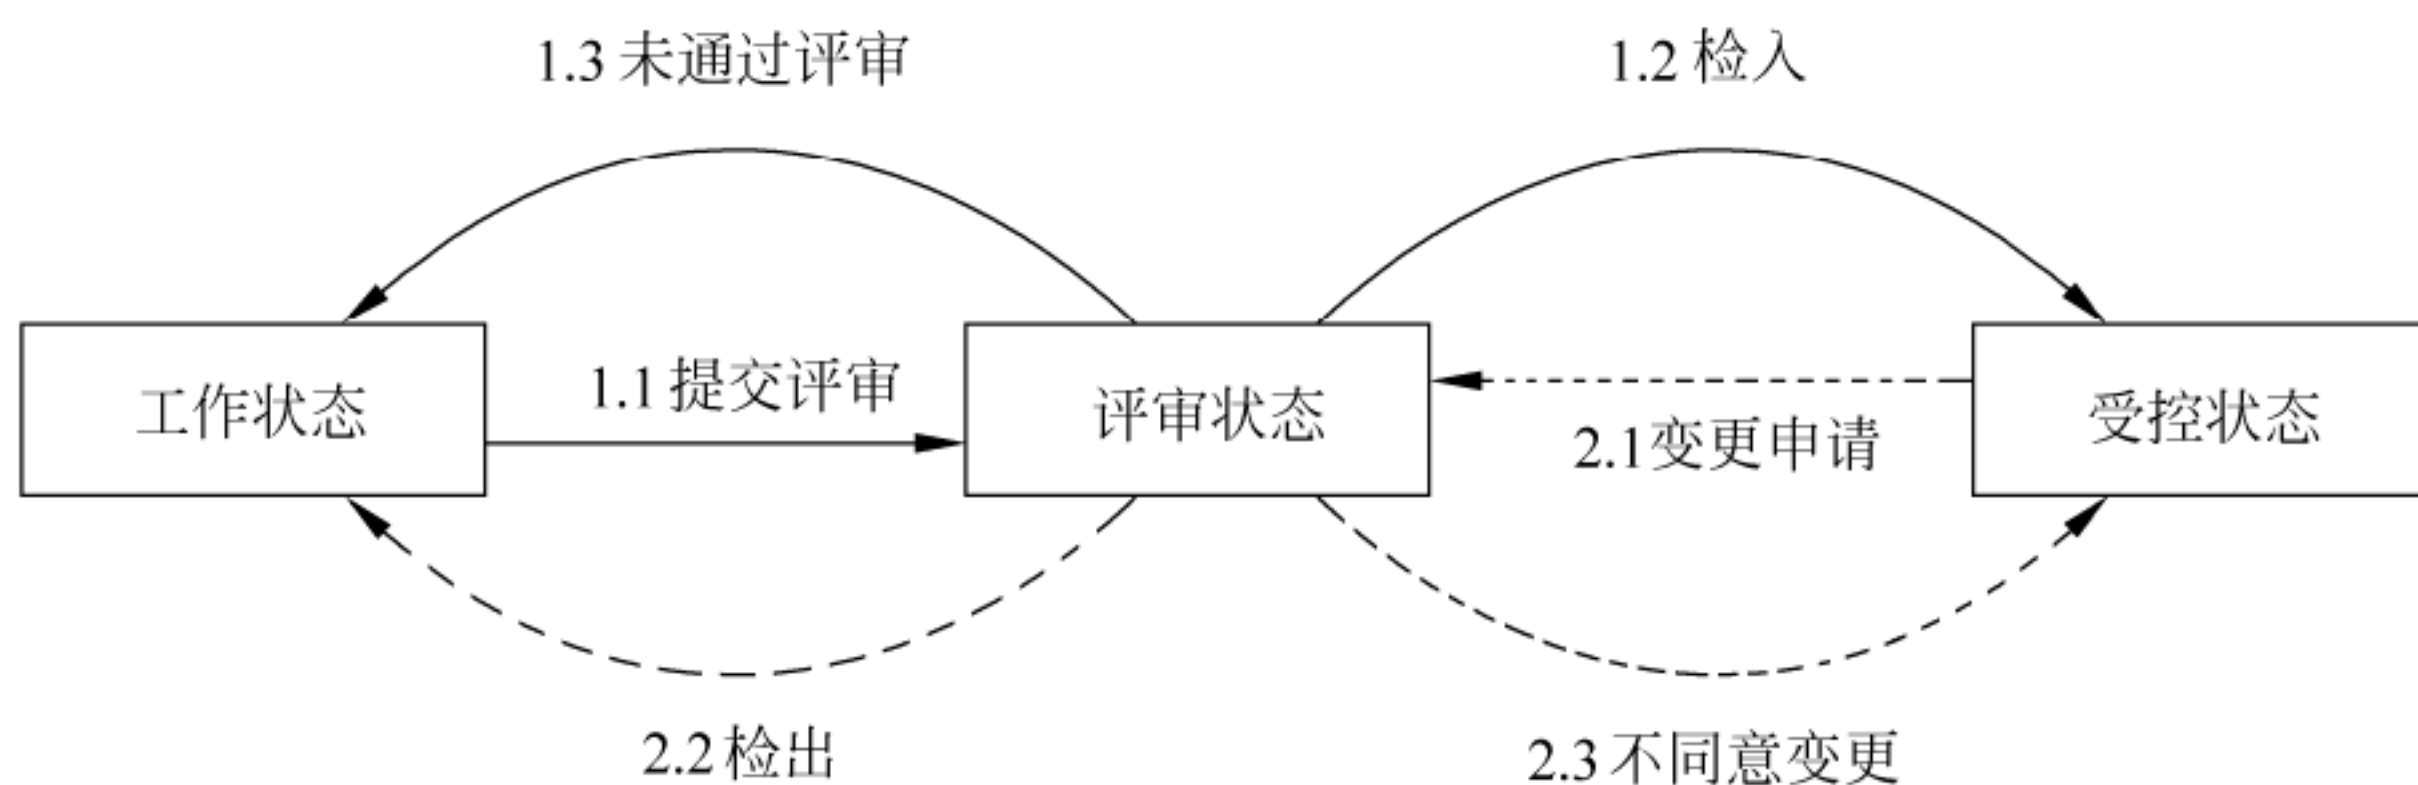 1.3 未通过评审
1.2 检入
1.1 提交评审
工作状态
评审状态
受控状态
2.1变更申请
2.2检出
2.3不同意变更